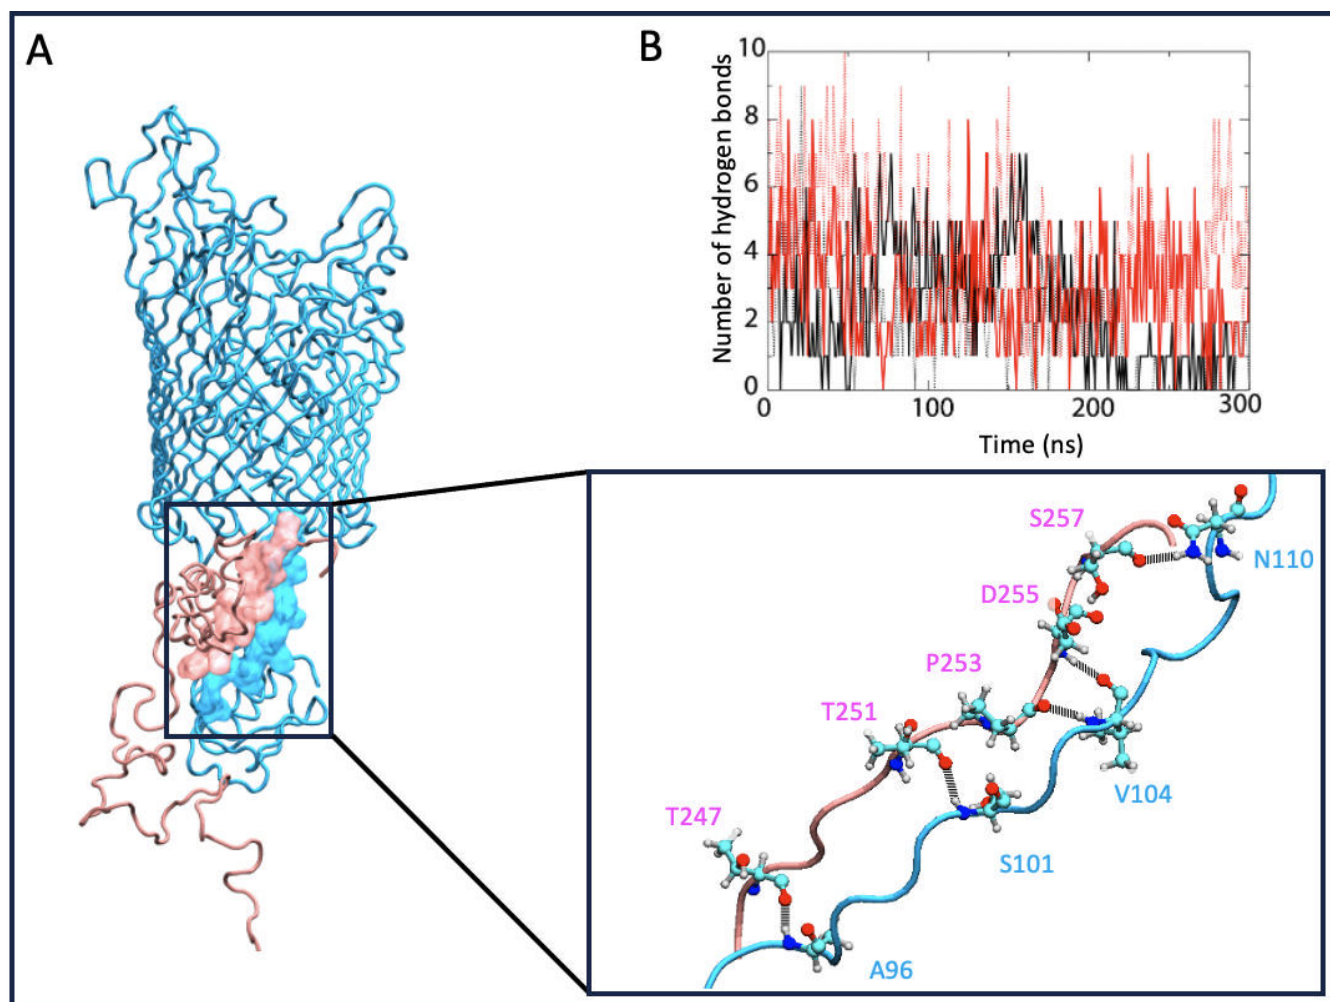 A
B
Number of hydrogen bonds
10
8
6
4
2
0
0
100
200
300
Time (ns)
S257
N110
D255
P253
T251
V104
T247
S101
A96